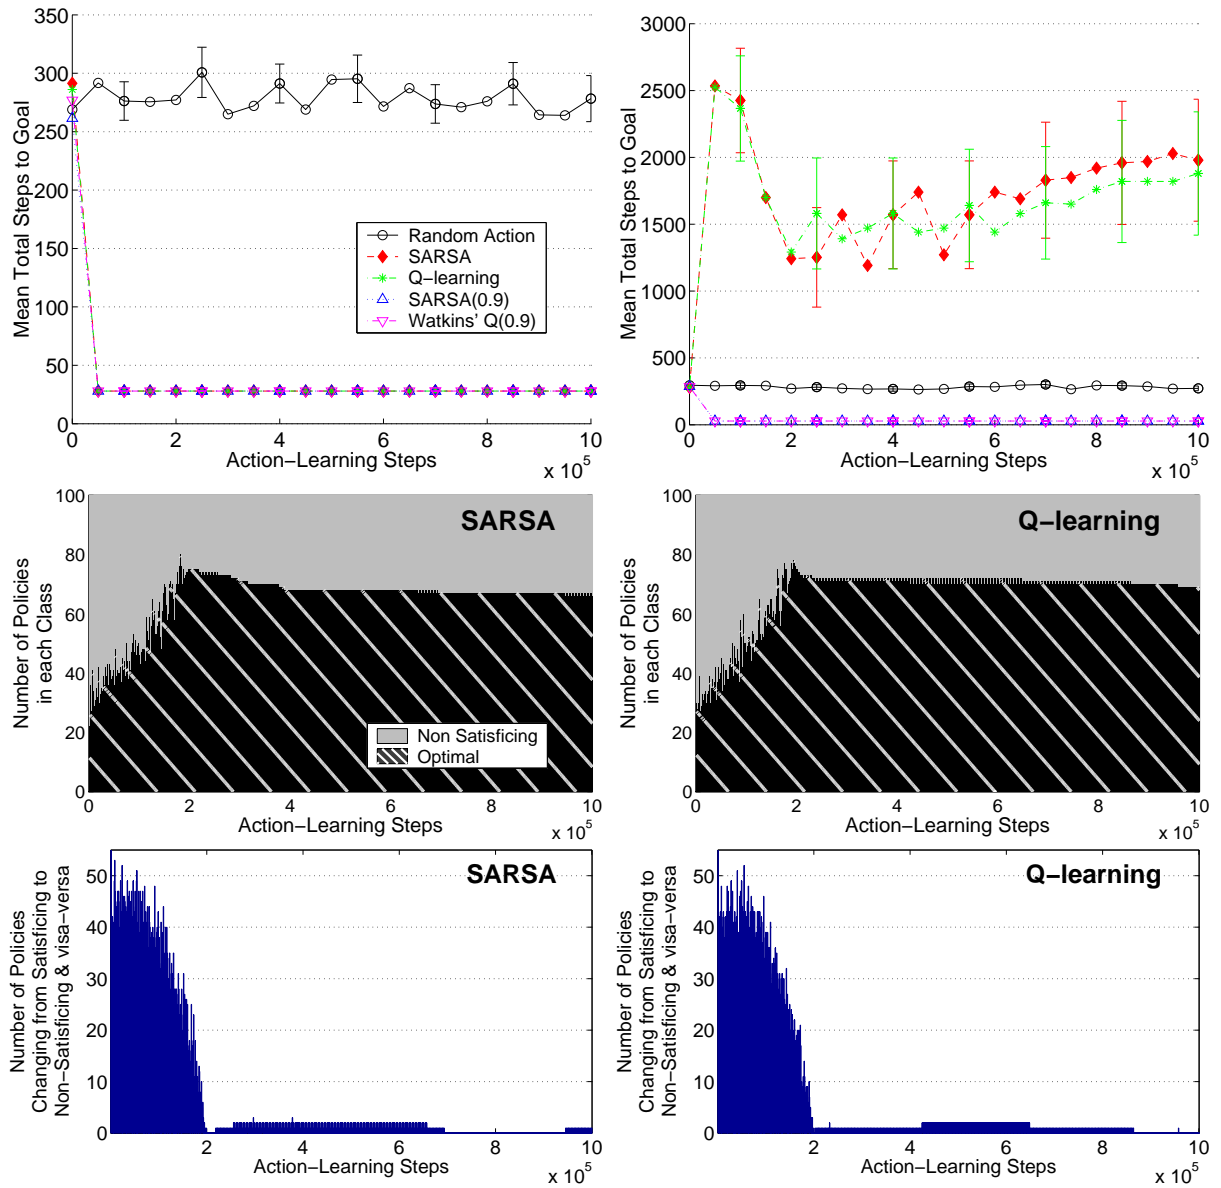 350
300
250
200
150
100
50
0
Mean Total Steps to Goal
0 2 4 6 8 10
Action-Learning Steps
x 10^5
Random Action
SARSA
Q-learning
SARSA(0.9)
Watkins' Q(0.9)
3000
2500
2000
1500
1000
500
0
Mean Total Steps to Goal
0 2 4 6 8 10
Action-Learning Steps
x 10^5
100
80
60
40
20
0
Number of Policies
in each Class
SARSA
Non Satisficing
Optimal
0 2 4 6 8 10
Action-Learning Steps
x 10^5
100
80
60
40
20
0
Number of Policies
in each Class
Q-learning
0 2 4 6 8 10
Action-Learning Steps
x 10^5
50
40
30
20
10
0
Number of Policies
Changing from Satisficing to
Non-Satisficing & visa-versa
SARSA
2 4 6 8 10
Action-Learning Steps
x 10^5
50
40
30
20
10
0
Number of Policies
Changing from Satisficing to
Non-Satisficing & visa-versa
Q-learning
2 4 6 8 10
Action-Learning Steps
x 10^5